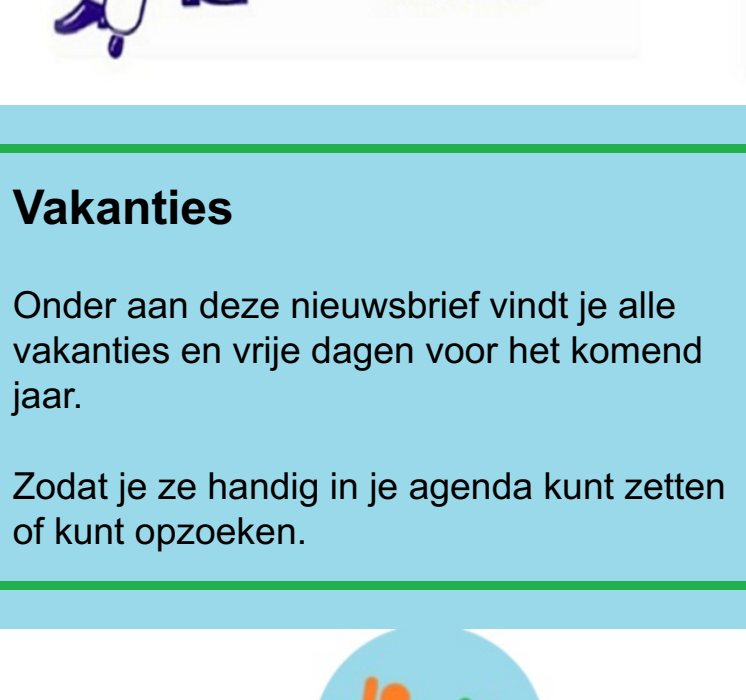 Vakanties
Onder aan deze nieuwsbrief vindt je alle
vakanties en vrije dagen voor het komend
jaar.
Zodat je ze handig in je agenda kunt zetten
of kunt opzoeken.